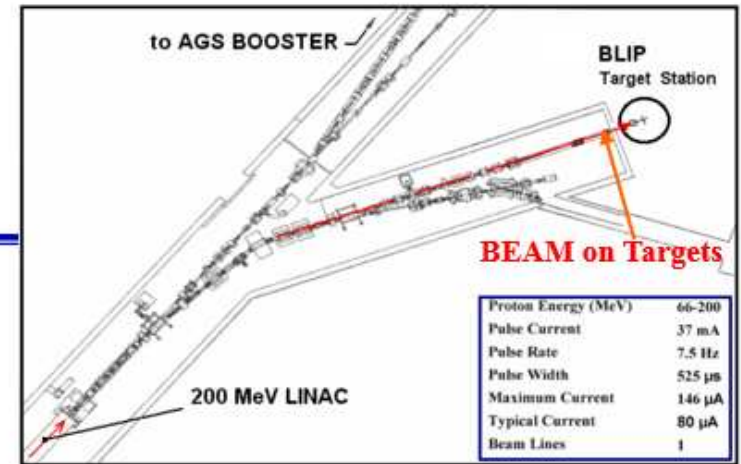 to AGS BOOSTER
BLIP
Target Station
BEAM on Targets
200 MeV LINAC
Proton Energy (MeV) 66-200
Pulse Current 37 mA
Pulse Rate 7.5 Hz
Pulse Width 525 µs
Maximum Current 146 µA
Typical Current 80 µA
Beam Lines 1